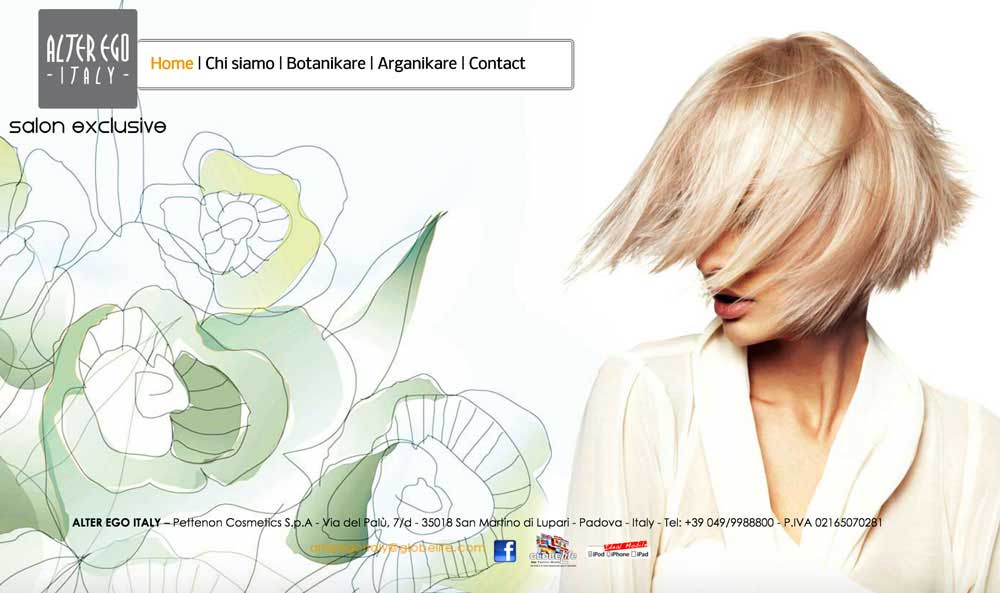 ALTER EGO
- ITALY -
Home | Chi siamo | Botanikare | Arganikare | Contact
salon exclusive
ALTER EGO ITALY – Pettenon Cosmetics S.p.A - Via del Palù, 7/d - 35018 San Martino di Lupari - Padova - Italy - Tel: +39 049/9988800 - P.IVA 02165070281
f
GLOBElife
iPod iPhone iPad